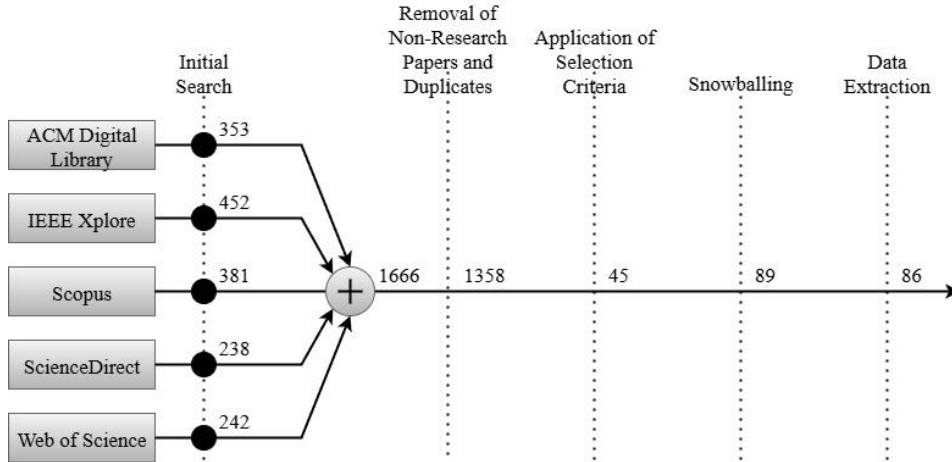 Initial
Search
Removal of
Non-Research
Papers and
Duplicates
Application of
Selection
Criteria
Snowballing
Data
Extraction
ACM Digital
Library
353
IEEE Xplore
452
Scopus
381
+
1666
1358
45
89
86
ScienceDirect
238
Web of Science
242